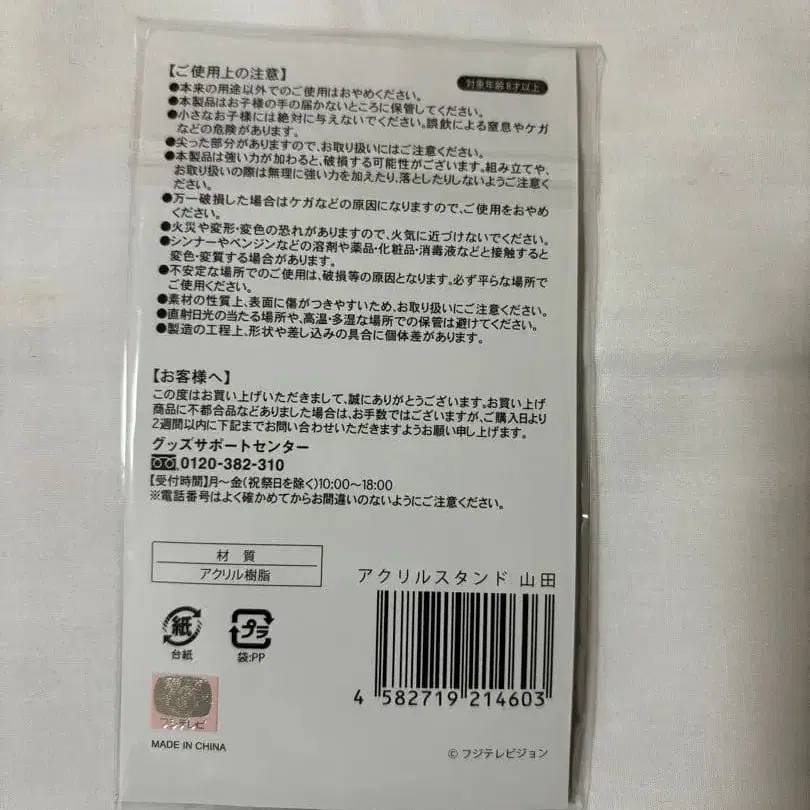 【ご使用上の注意】
対象年齢8才以上
●本来の用途以外でのご使用はおやめください。
●本製品はお子様の手の届かないところに保管してください。
●小さなお子様には絶対に与えないでください。誤飲による窒息やケガ
などの危険があります。
●尖った部分がありますので、お取り扱いにはご注意ください。
●本製品は強い力が加わると、破損する可能性がございます。組み立てや、
お取り扱いの際は無理に強い力を加えたり、落としたりしないようご注意く
ださい。
●万一破損した場合はケガなどの原因になりますので、ご使用をおやめ
ください。
●火災や変形・変色の恐れがありますので、火気に近づけないでください。
●シンナーやベンジンなどの溶剤や薬品・化粧品・消毒液などと接触すると
変色・変質する場合があります。
●不安定な場所でのご使用は、破損等の原因となります。必ず平らな場所で
ご使用ください。
●素材の性質上、表面に傷がつきやすいため、お取り扱いにご注意ください。
●直射日光の当たる場所や、高温・多湿な場所での保管は避けてください。
●製造の工程上、形状や差し込みの具合に個体差があります。
【お客様へ】
この度はお買い上げいただきまして、誠にありがとうございます。お買い上げ
商品に不都合品などありました場合は、お手数ではございますが、ご購入日より
2週間以内に下記までお問い合わせいただきますようお願い申し上げます。
グッズサポートセンター
0120-382-310
【受付時間】月〜金(祝祭日を除く)10:00〜18:00
※電話番号はよく確かめてからお間違いのないようにご注意ください。
材 質
アクリル樹脂
アクリルスタンド 山田
紙
台紙
プラ
袋:PP
4 582719 214603
フジテレビ
MADE IN CHINA
© フジテレビジョン